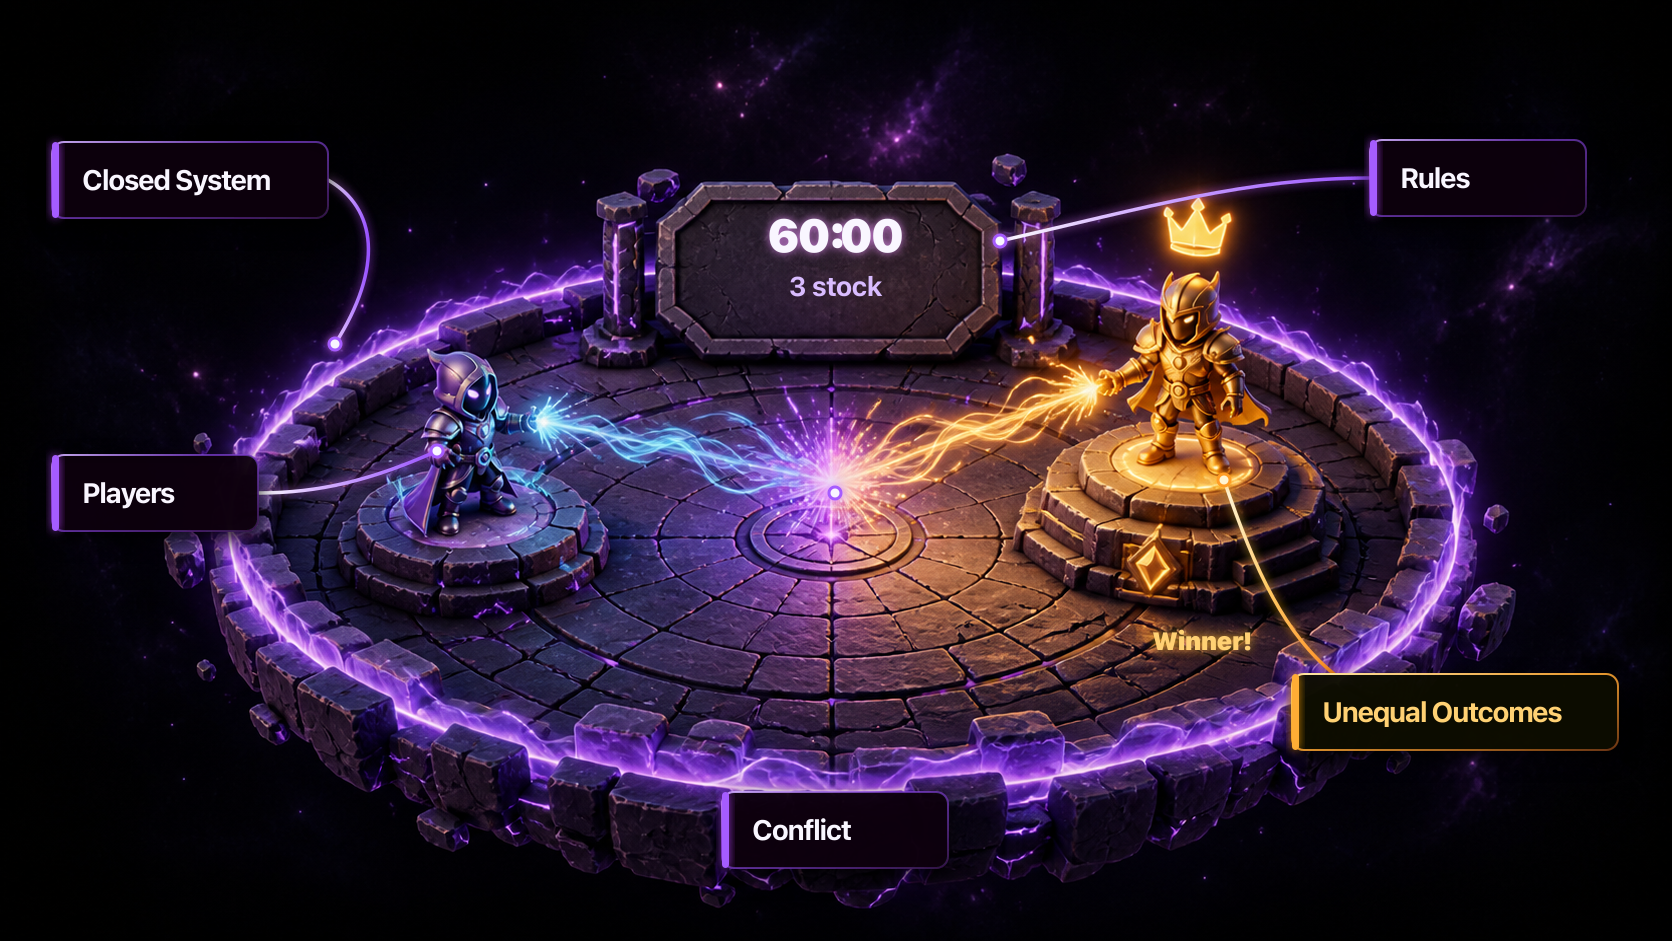 Closed System
Rules
60:00
3 stock
Players
Winner!
Unequal Outcomes
Conflict